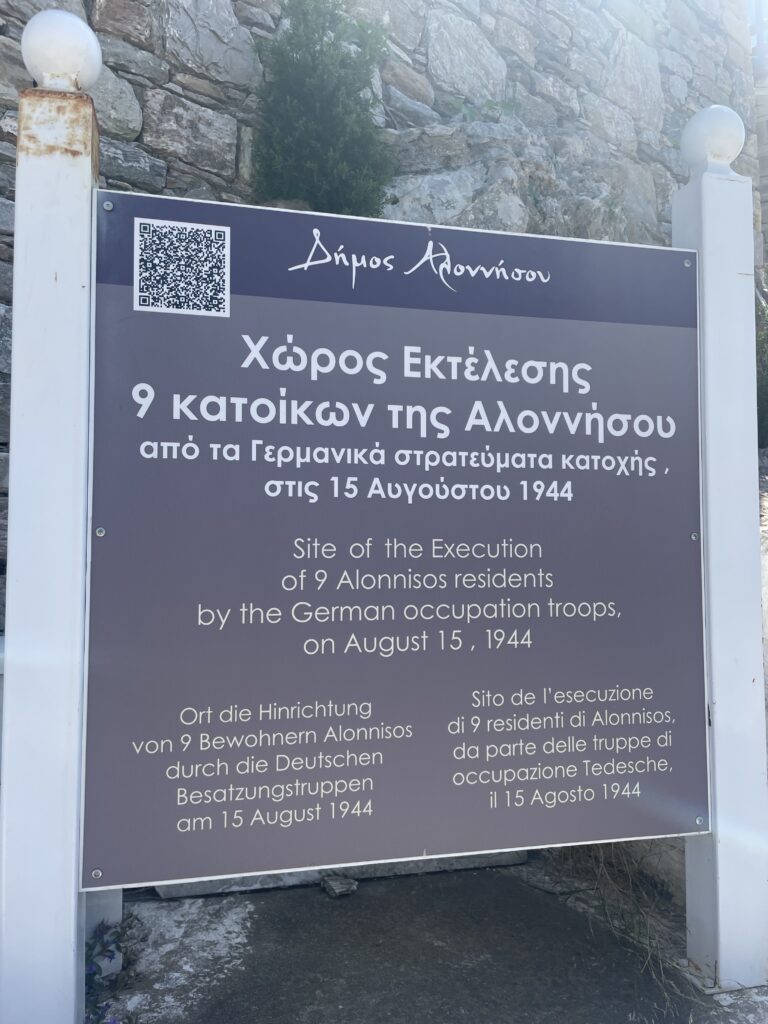 Δήμος Αλοννήσου
Χώρος Εκτέλεσης
9 κατοίκων της Αλοννήσου
από τα Γερμανικά στρατεύματα κατοχής ,
στις 15 Αυγούστου 1944
Site of the Execution
of 9 Alonnisos residents
by the German occupation troops,
on August 15 , 1944
Ort die Hinrichtung
von 9 Bewohnern Alonnisos
durch die Deutschen
Besatzungstruppen
am 15 August 1944
Sito de l'esecuzione
di 9 residenti di Alonnisos,
da parte delle truppe di
occupazione Tedesche,
il 15 Agosto 1944